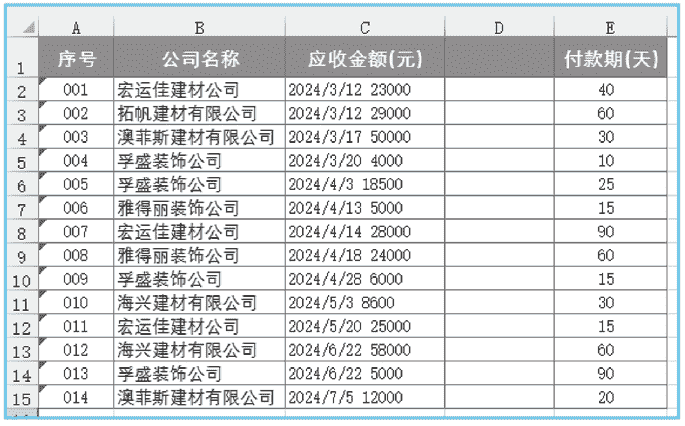 A B C D E
1 序号 公司名称 应收金额(元) 付款期(天)
2 001 宏运佳建材公司 2024/3/12 23000 40
3 002 拓帆建材有限公司 2024/3/12 29000 60
4 003 澳菲斯建材有限公司 2024/3/17 50000 30
5 004 孚盛装饰公司 2024/3/20 4000 10
6 005 孚盛装饰公司 2024/4/3 18500 25
7 006 雅得丽装饰公司 2024/4/13 5000 15
8 007 宏运佳建材公司 2024/4/14 28000 90
9 008 雅得丽装饰公司 2024/4/18 24000 60
10 009 孚盛装饰公司 2024/4/28 6000 15
11 010 海兴建材有限公司 2024/5/3 8600 30
12 011 宏运佳建材公司 2024/5/20 25000 15
13 012 海兴建材有限公司 2024/6/22 58000 60
14 013 孚盛装饰公司 2024/6/22 5000 90
15 014 澳菲斯建材有限公司 2024/7/5 12000 20